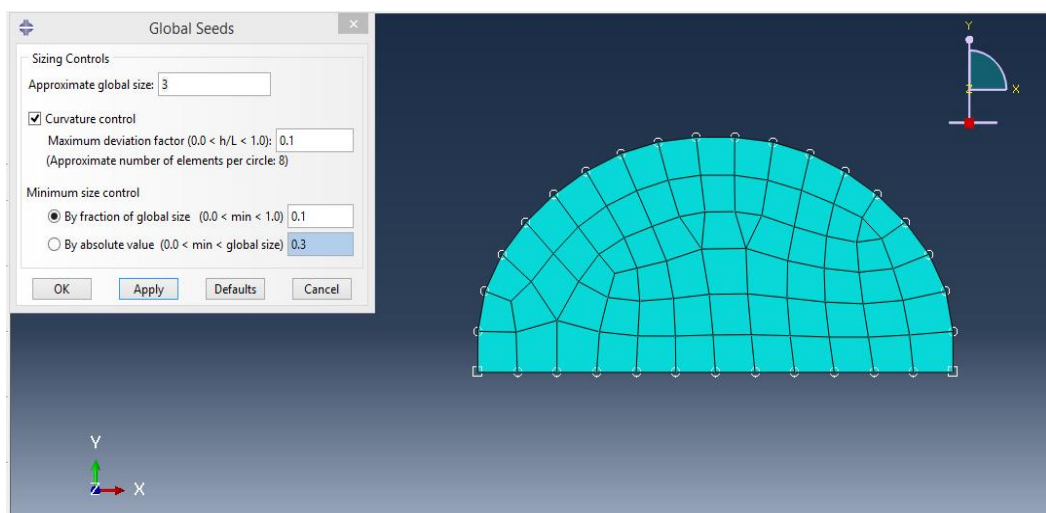 Global Seeds
Sizing Controls
Approximate global size: 3
Curvature control
Maximum deviation factor (0.0 < h/L < 1.0): 0.1
(Approximate number of elements per circle: 8)
Minimum size control
By fraction of global size (0.0 < min < 1.0) 0.1
By absolute value (0.0 < min < global size) 0.3
OK Apply Defaults Cancel
Y
Z X
Y
Z X